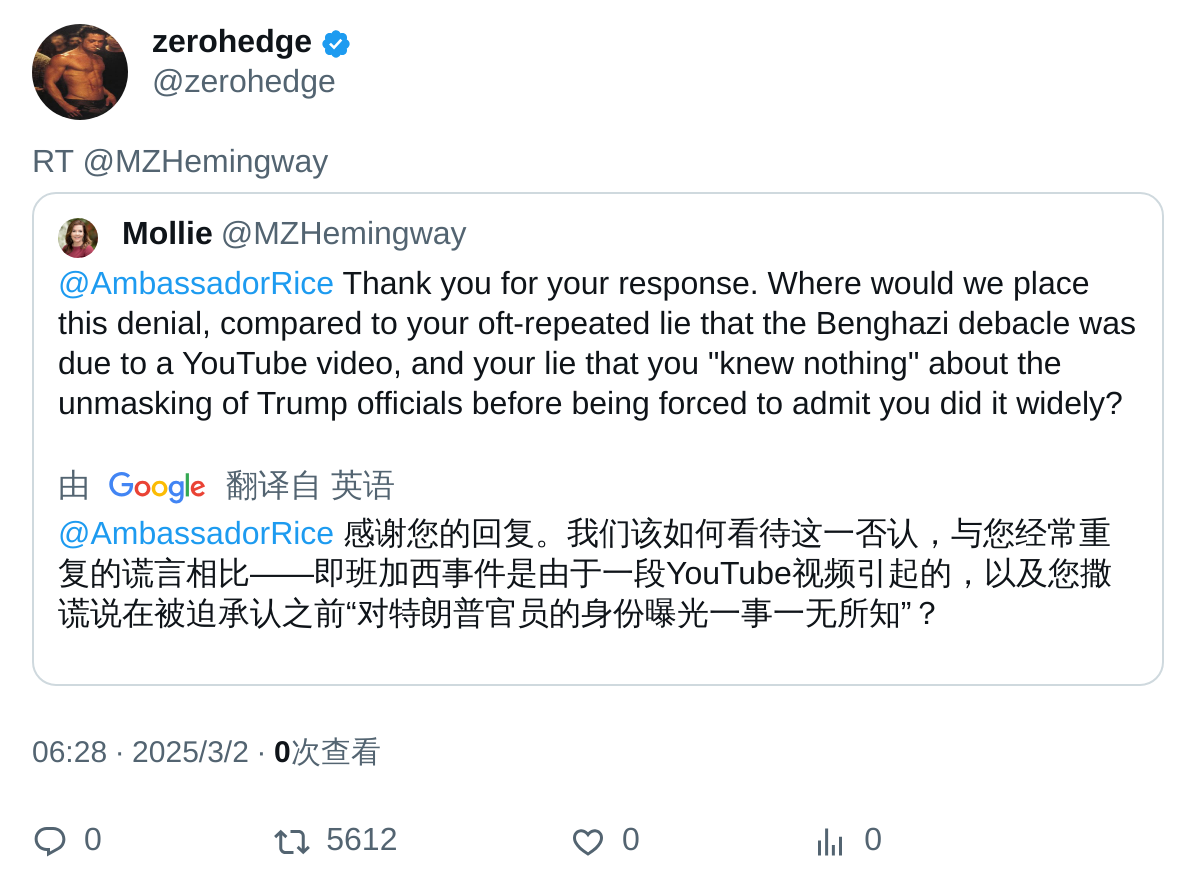 zerohedge
@zerohedge
RT @MZHemingway
Mollie @MZHemingway
@AmbassadorRice Thank you for your response. Where would we place
this denial, compared to your oft-repeated lie that the Benghazi debacle was
due to a YouTube video, and your lie that you "knew nothing" about the
unmasking of Trump officials before being forced to admit you did it widely?
由 Google 翻译自 英语
@AmbassadorRice 感谢您的回复。我们该如何看待这一否认，与您经常重
复的谎言相比——即班加西事件是由于一段YouTube视频引起的，以及您撒
谎说在被迫承认之前“对特朗普官员的身份曝光一事一无所知”？
06:28 · 2025/3/2 · 0次查看
0 5612 0 0